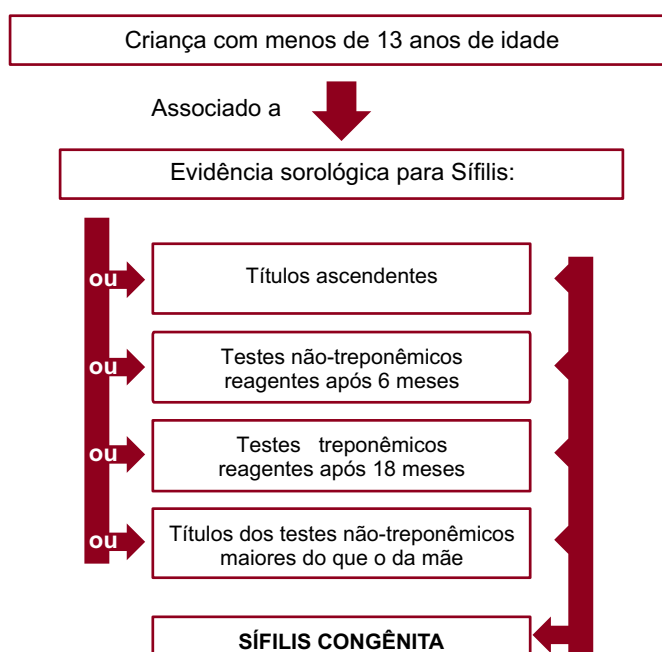 Criança com menos de 13 anos de idade
Associado a
Evidência sorológica para Sífilis:
ou
Títulos ascendentes
ou
Testes não-treponêmicos
reagentes após 6 meses
ou
Testes treponêmicos
reagentes após 18 meses
ou
Títulos dos testes não-treponêmicos
maiores do que o da mãe
SÍFILIS CONGÊNITA